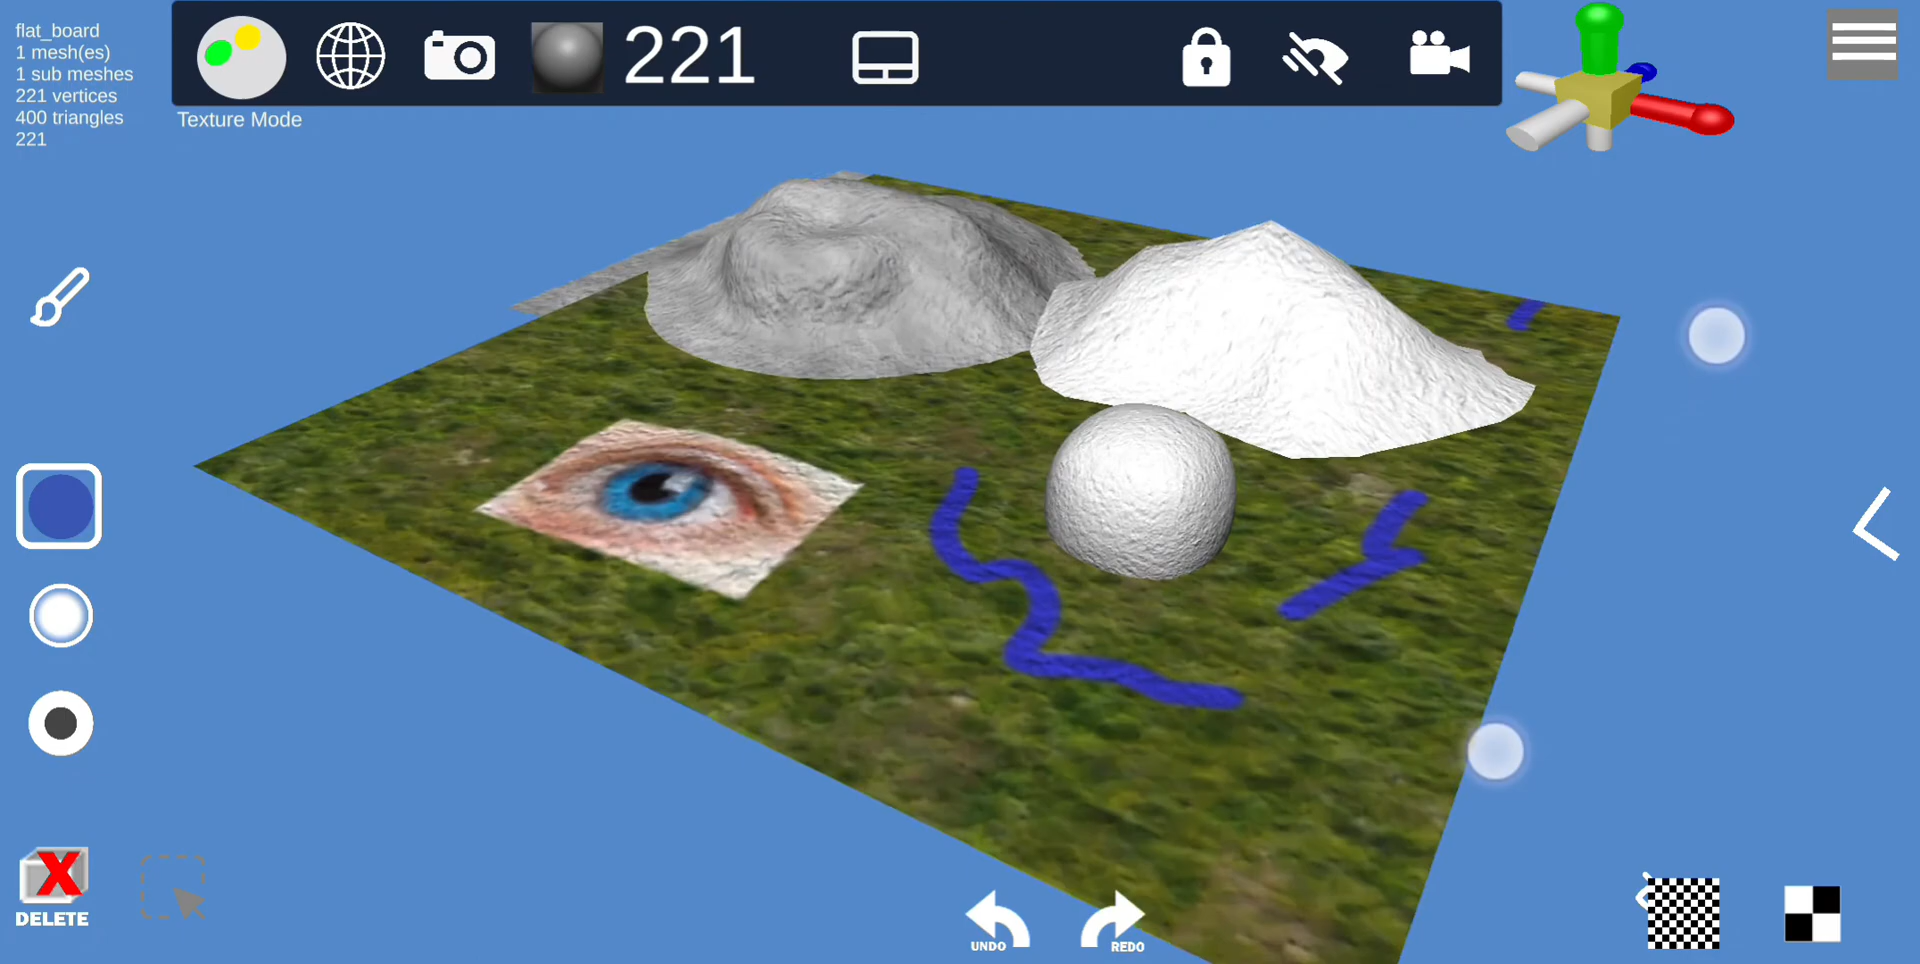 flat_board
1 mesh(es)
1 sub meshes
221 vertices
400 triangles
221
221
Texture Mode
DELETE
UNDO
REDO